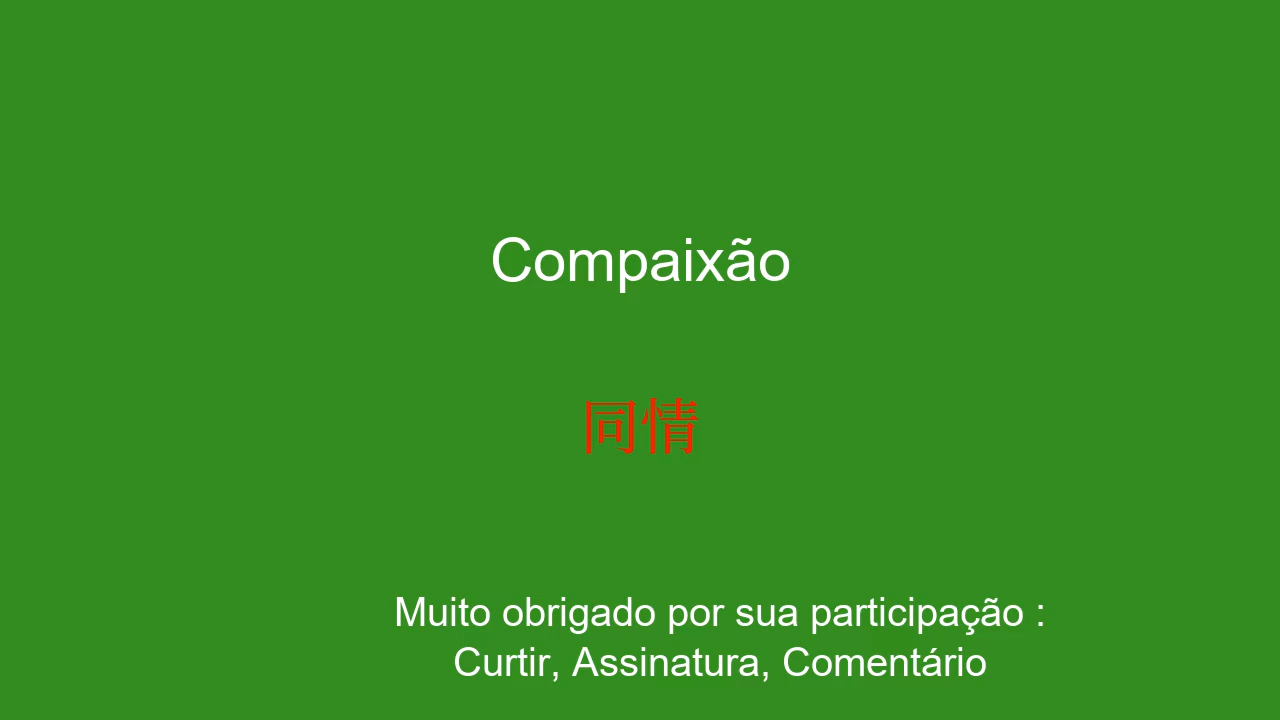 Compaixão
同情
Muito obrigado por sua participação :
Curtir, Assinatura, Comentário